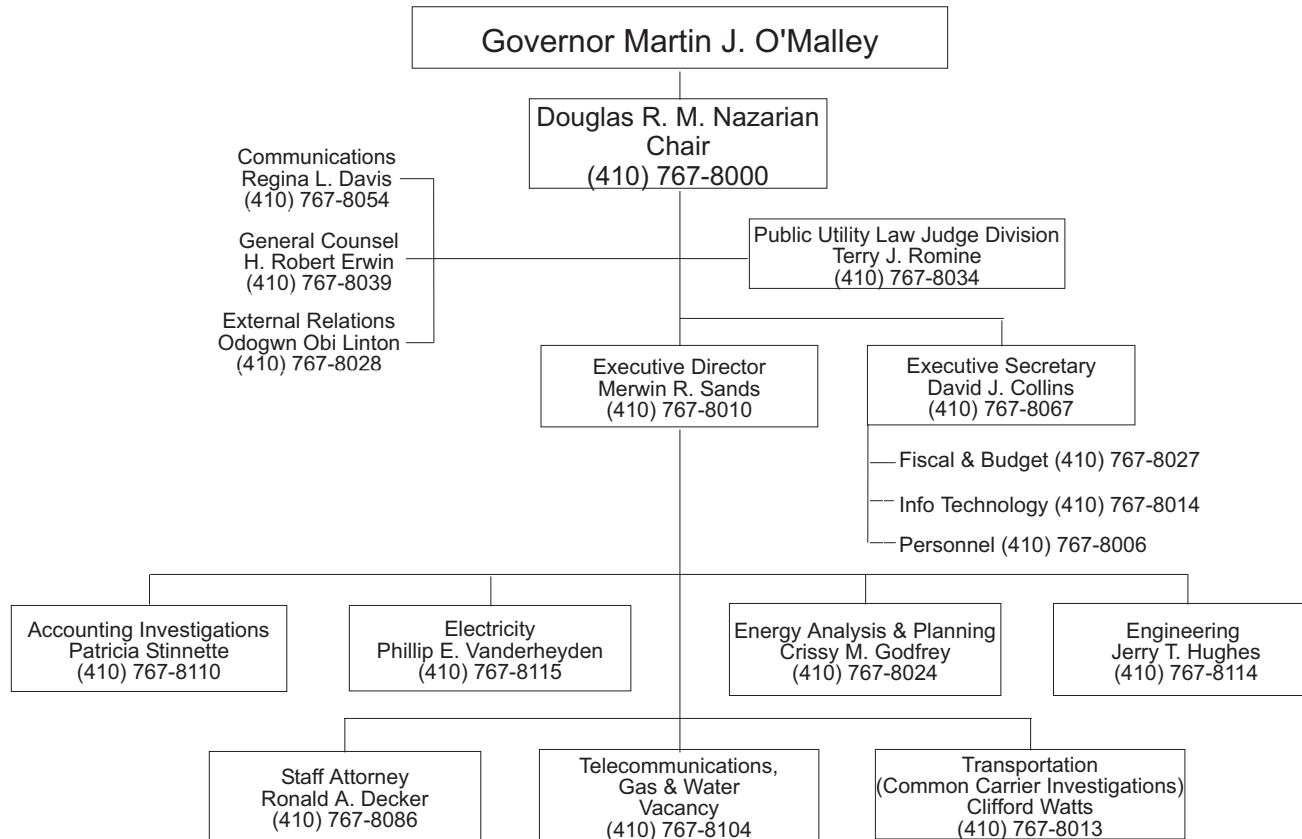 Governor Martin J. O'Malley
Douglas R. M. Nazarian
Chair
(410) 767-8000
Communications
Regina L. Davis
(410) 767-8054
General Counsel
H. Robert Erwin
(410) 767-8039
External Relations
Odogwn Obi Linton
(410) 767-8028
Public Utility Law Judge Division
Terry J. Romine
(410) 767-8034
Executive Director
Merwin R. Sands
(410) 767-8010
Executive Secretary
David J. Collins
(410) 767-8067
Fiscal & Budget (410) 767-8027
Info Technology (410) 767-8014
Personnel (410) 767-8006
Accounting Investigations
Patricia Stinnette
(410) 767-8110
Electricity
Phillip E. Vanderheyden
(410) 767-8115
Energy Analysis & Planning
Crissy M. Godfrey
(410) 767-8024
Engineering
Jerry T. Hughes
(410) 767-8114
Staff Attorney
Ronald A. Decker
(410) 767-8086
Telecommunications,
Gas & Water
Vacancy
(410) 767-8104
Transportation
(Common Carrier Investigations)
Clifford Watts
(410) 767-8013